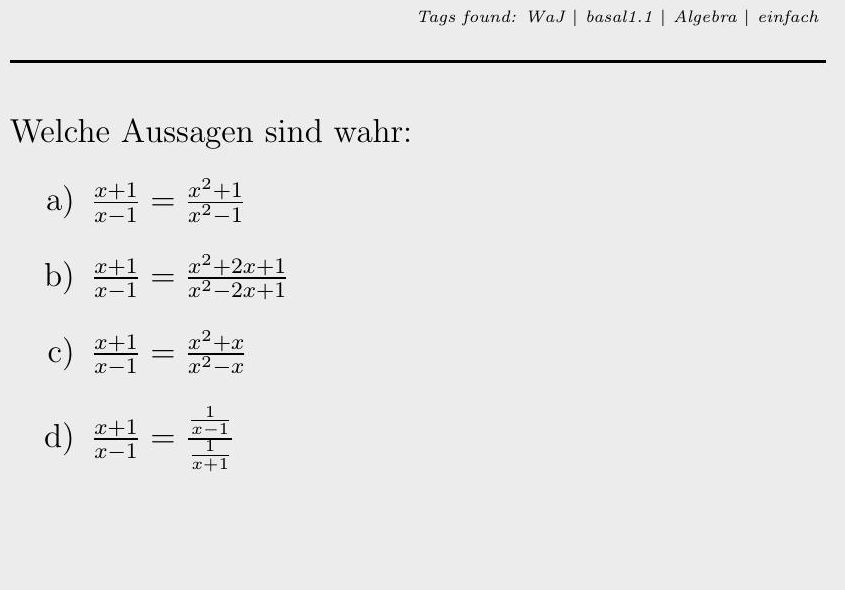 Tags found: WaJ | basal1.1 | Algebra | einfach
Welche Aussagen sind wahr:
a) \frac{x+1}{x-1} = \frac{x^2+1}{x^2-1}
b) \frac{x+1}{x-1} = \frac{x^2+2x+1}{x^2-2x+1}
c) \frac{x+1}{x-1} = \frac{x^2+x}{x^2-x}
d) \frac{x+1}{x-1} = \frac{\frac{1}{x-1}}{\frac{1}{x+1}}